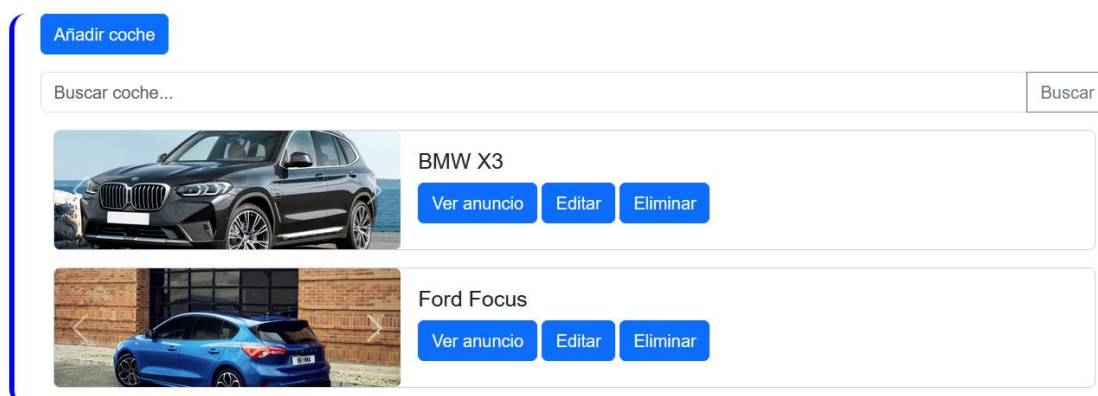 Añadir coche
Buscar coche... Buscar
BMW X3
Ver anuncio Editar Eliminar
Ford Focus
Ver anuncio Editar Eliminar